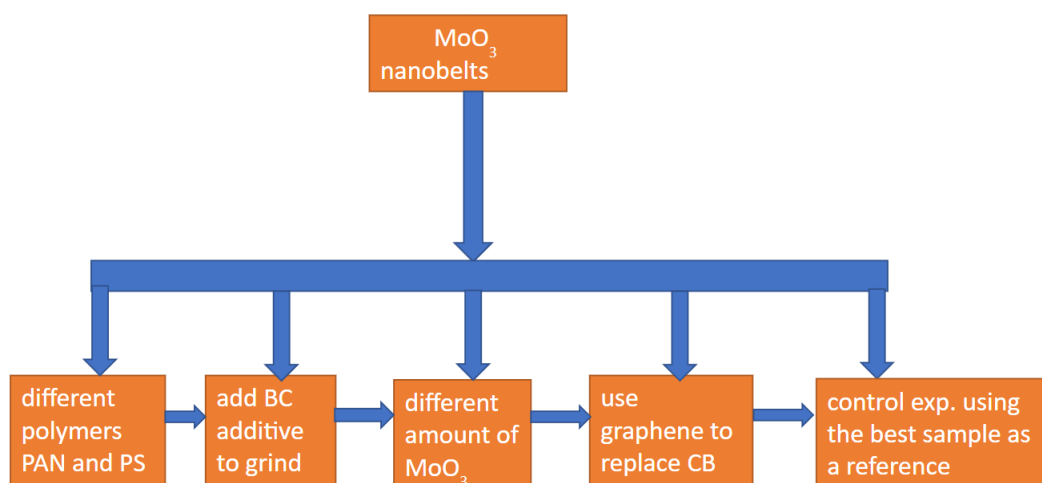 MoO₃
nanobelts
different
polymers
PAN and PS
add BC
additive
to grind
different
amount of
MoO₃
use
graphene to
replace CB
control exp. using
the best sample as
a reference